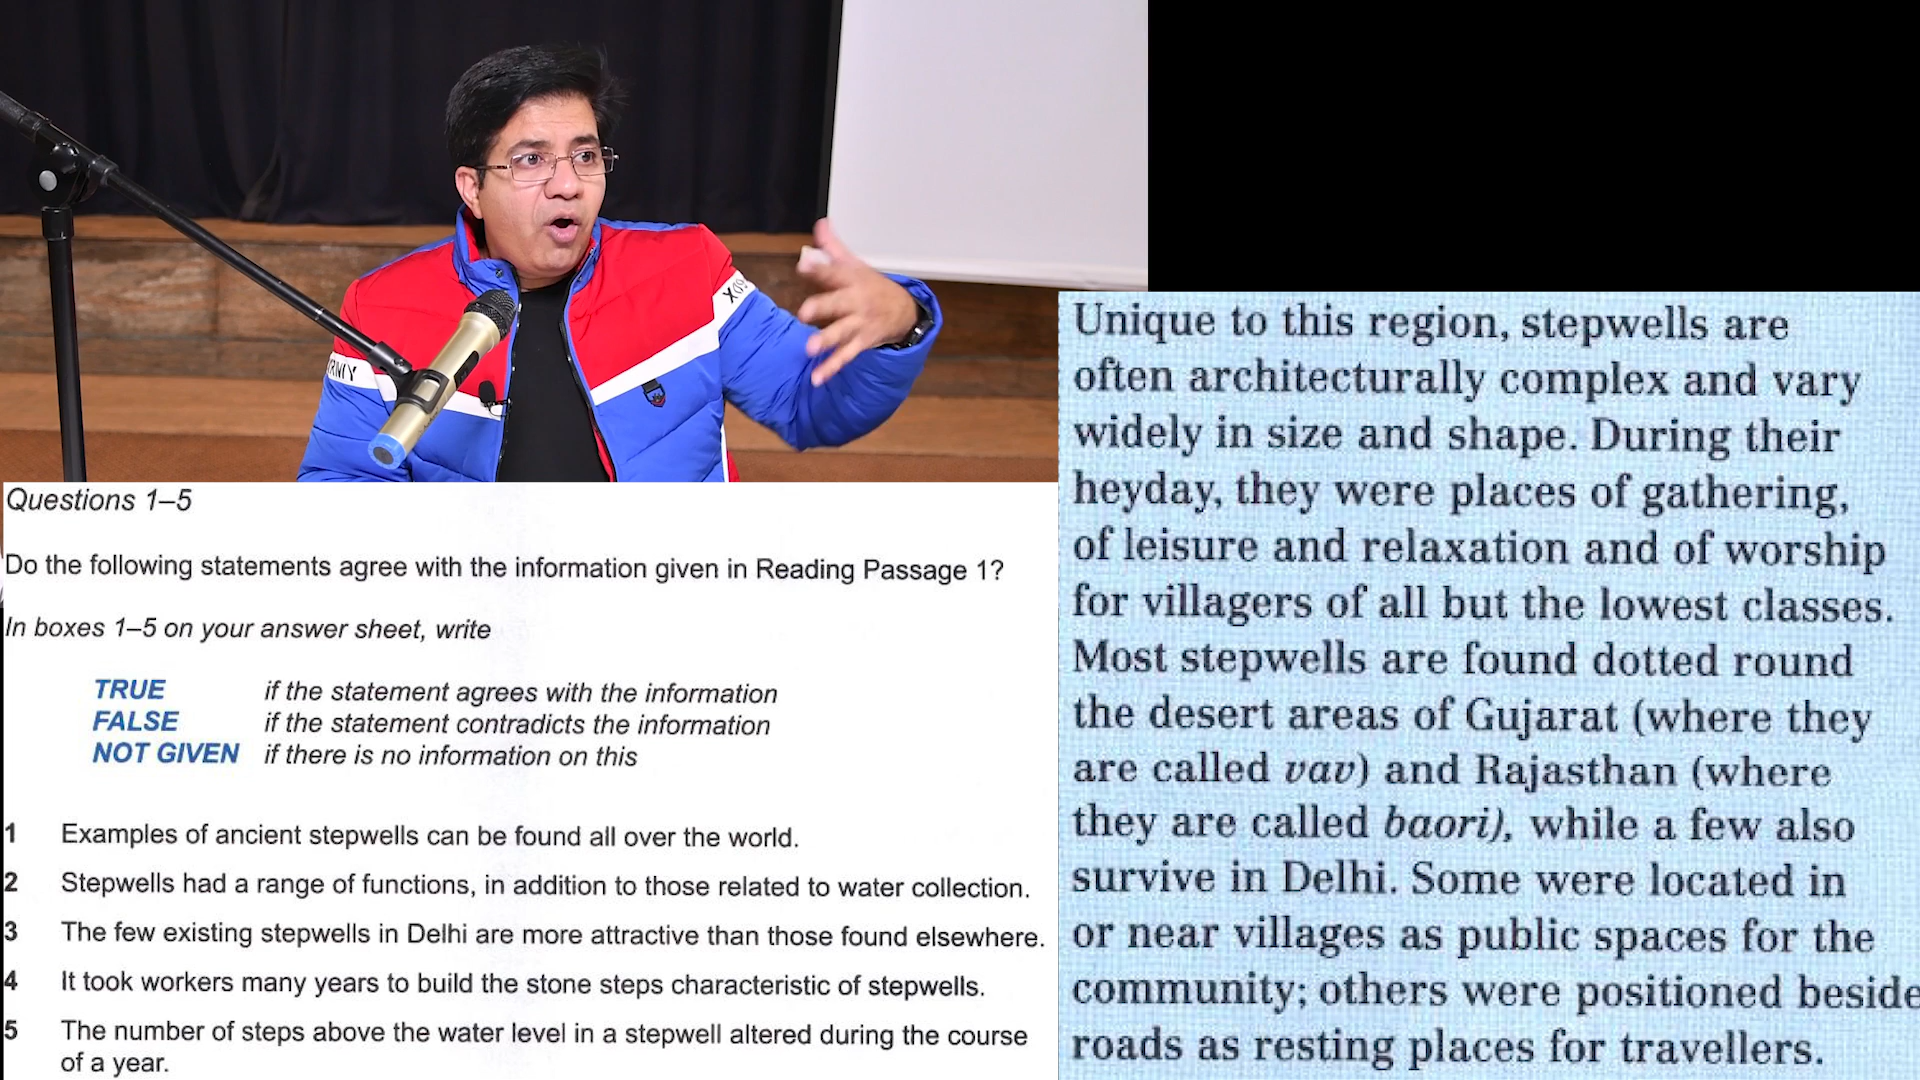 X09
ARMY
Questions 1–5
Do the following statements agree with the information given in Reading Passage 1?
In boxes 1–5 on your answer sheet, write
TRUE if the statement agrees with the information
FALSE if the statement contradicts the information
NOT GIVEN if there is no information on this
1 Examples of ancient stepwells can be found all over the world.
2 Stepwells had a range of functions, in addition to those related to water collection.
3 The few existing stepwells in Delhi are more attractive than those found elsewhere.
4 It took workers many years to build the stone steps characteristic of stepwells.
5 The number of steps above the water level in a stepwell altered during the course
of a year.
Unique to this region, stepwells are
often architecturally complex and vary
widely in size and shape. During their
heyday, they were places of gathering,
of leisure and relaxation and of worship
for villagers of all but the lowest classes.
Most stepwells are found dotted round
the desert areas of Gujarat (where they
are called vav) and Rajasthan (where
they are called baori), while a few also
survive in Delhi. Some were located in
or near villages as public spaces for the
community; others were positioned beside
roads as resting places for travellers.